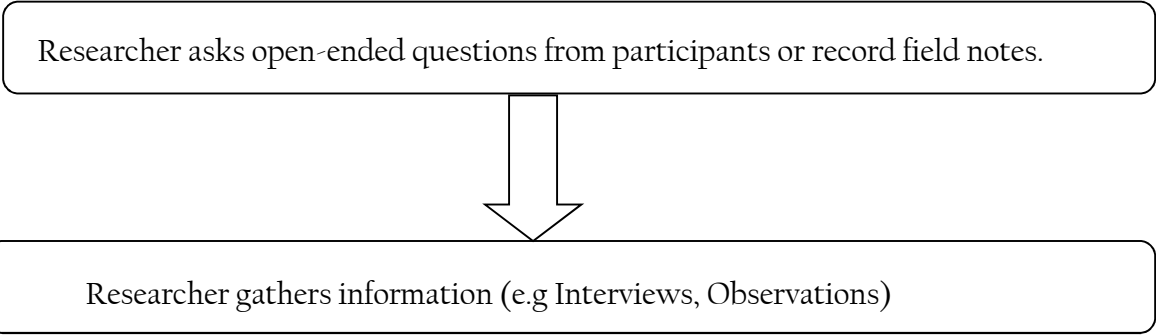 Researcher asks open-ended questions from participants or record field notes.
Researcher gathers information (e.g Interviews, Observations)